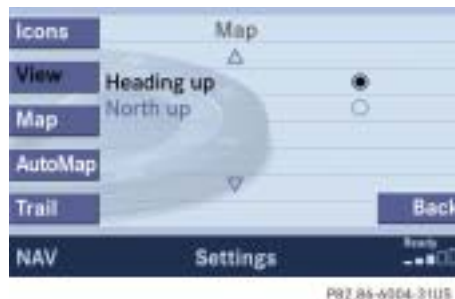 Icons
Map
View
Heading up
North up
Map
AutoMap
Trail
Back
NAV
Settings
Ready
P82.86-6004-31US